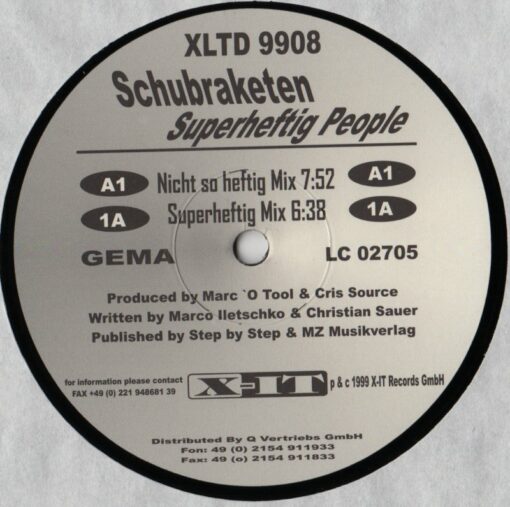 XLTD 9908
Schubraketen
Superheftig People
A1 Nicht so heftig Mix 7:52 A1
1A Superheftig Mix 6:38 1A
GEMA LC 02705
Produced by Marc `O Tool & Cris Source
Written by Marco Iletschko & Christian Sauer
Published by Step by Step & MZ Musikverlag
for information please contact
FAX +49 (0) 221 948681 39
X-IT p & c 1999 X-IT Records GmbH
Distributed By Q Vertriebs GmbH
Fon: 49 (0) 2154 911933
Fax: 49 (o) 2154 911833